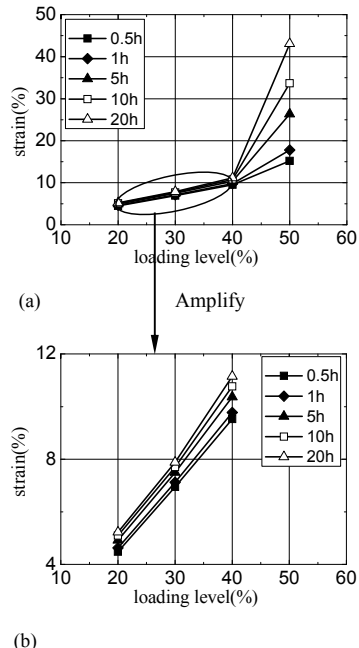 50
40
30
20
10
0
strain(%)
0.5h
1h
5h
10h
20h
10 20 30 40 50 60
loading level(%)
(a)
Amplify
12
8
4
strain(%)
0.5h
1h
5h
10h
20h
10 20 30 40 50 60
loading level(%)
(b)